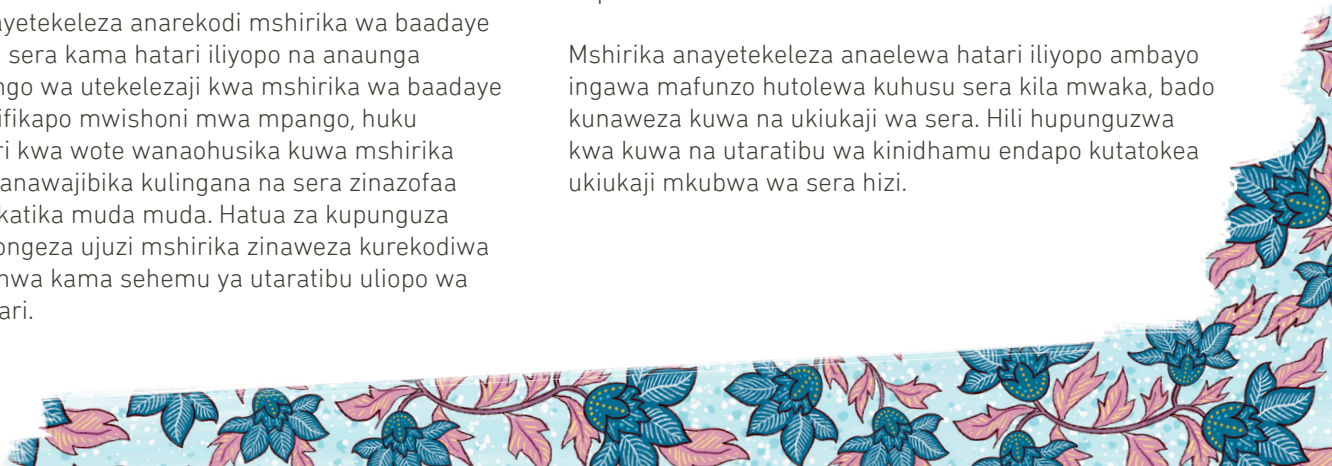 ayetekeleza anarekodi mshirika wa baadaye
sera kama hatari iliyopo na anaunga
ngo wa utekelezaji kwa mshirika wa baadaye
ifikapo mwishoni mwa mpango, huku
ri kwa wote wanaohusika kuwa mshirika
anawajibika kulingana na sera zinazofaa
katika muda muda. Hatua za kupunguza
ongeza ujuzi mshirika zinaweza kurekodiwa
wa kama sehemu ya utaratibu uliopo wa
ari.
Mshirika anayetekeleza anaelewa hatari iliyopo ambayo
ingawa mafunzo hutolewa kuhusu sera kila mwaka, bado
kunaweza kuwa na ukiukaji wa sera. Hili hupunguzwa
kwa kuwa na utaratibu wa kinidhamu endapo kutatokea
ukiukaji mkubwa wa sera hizi.